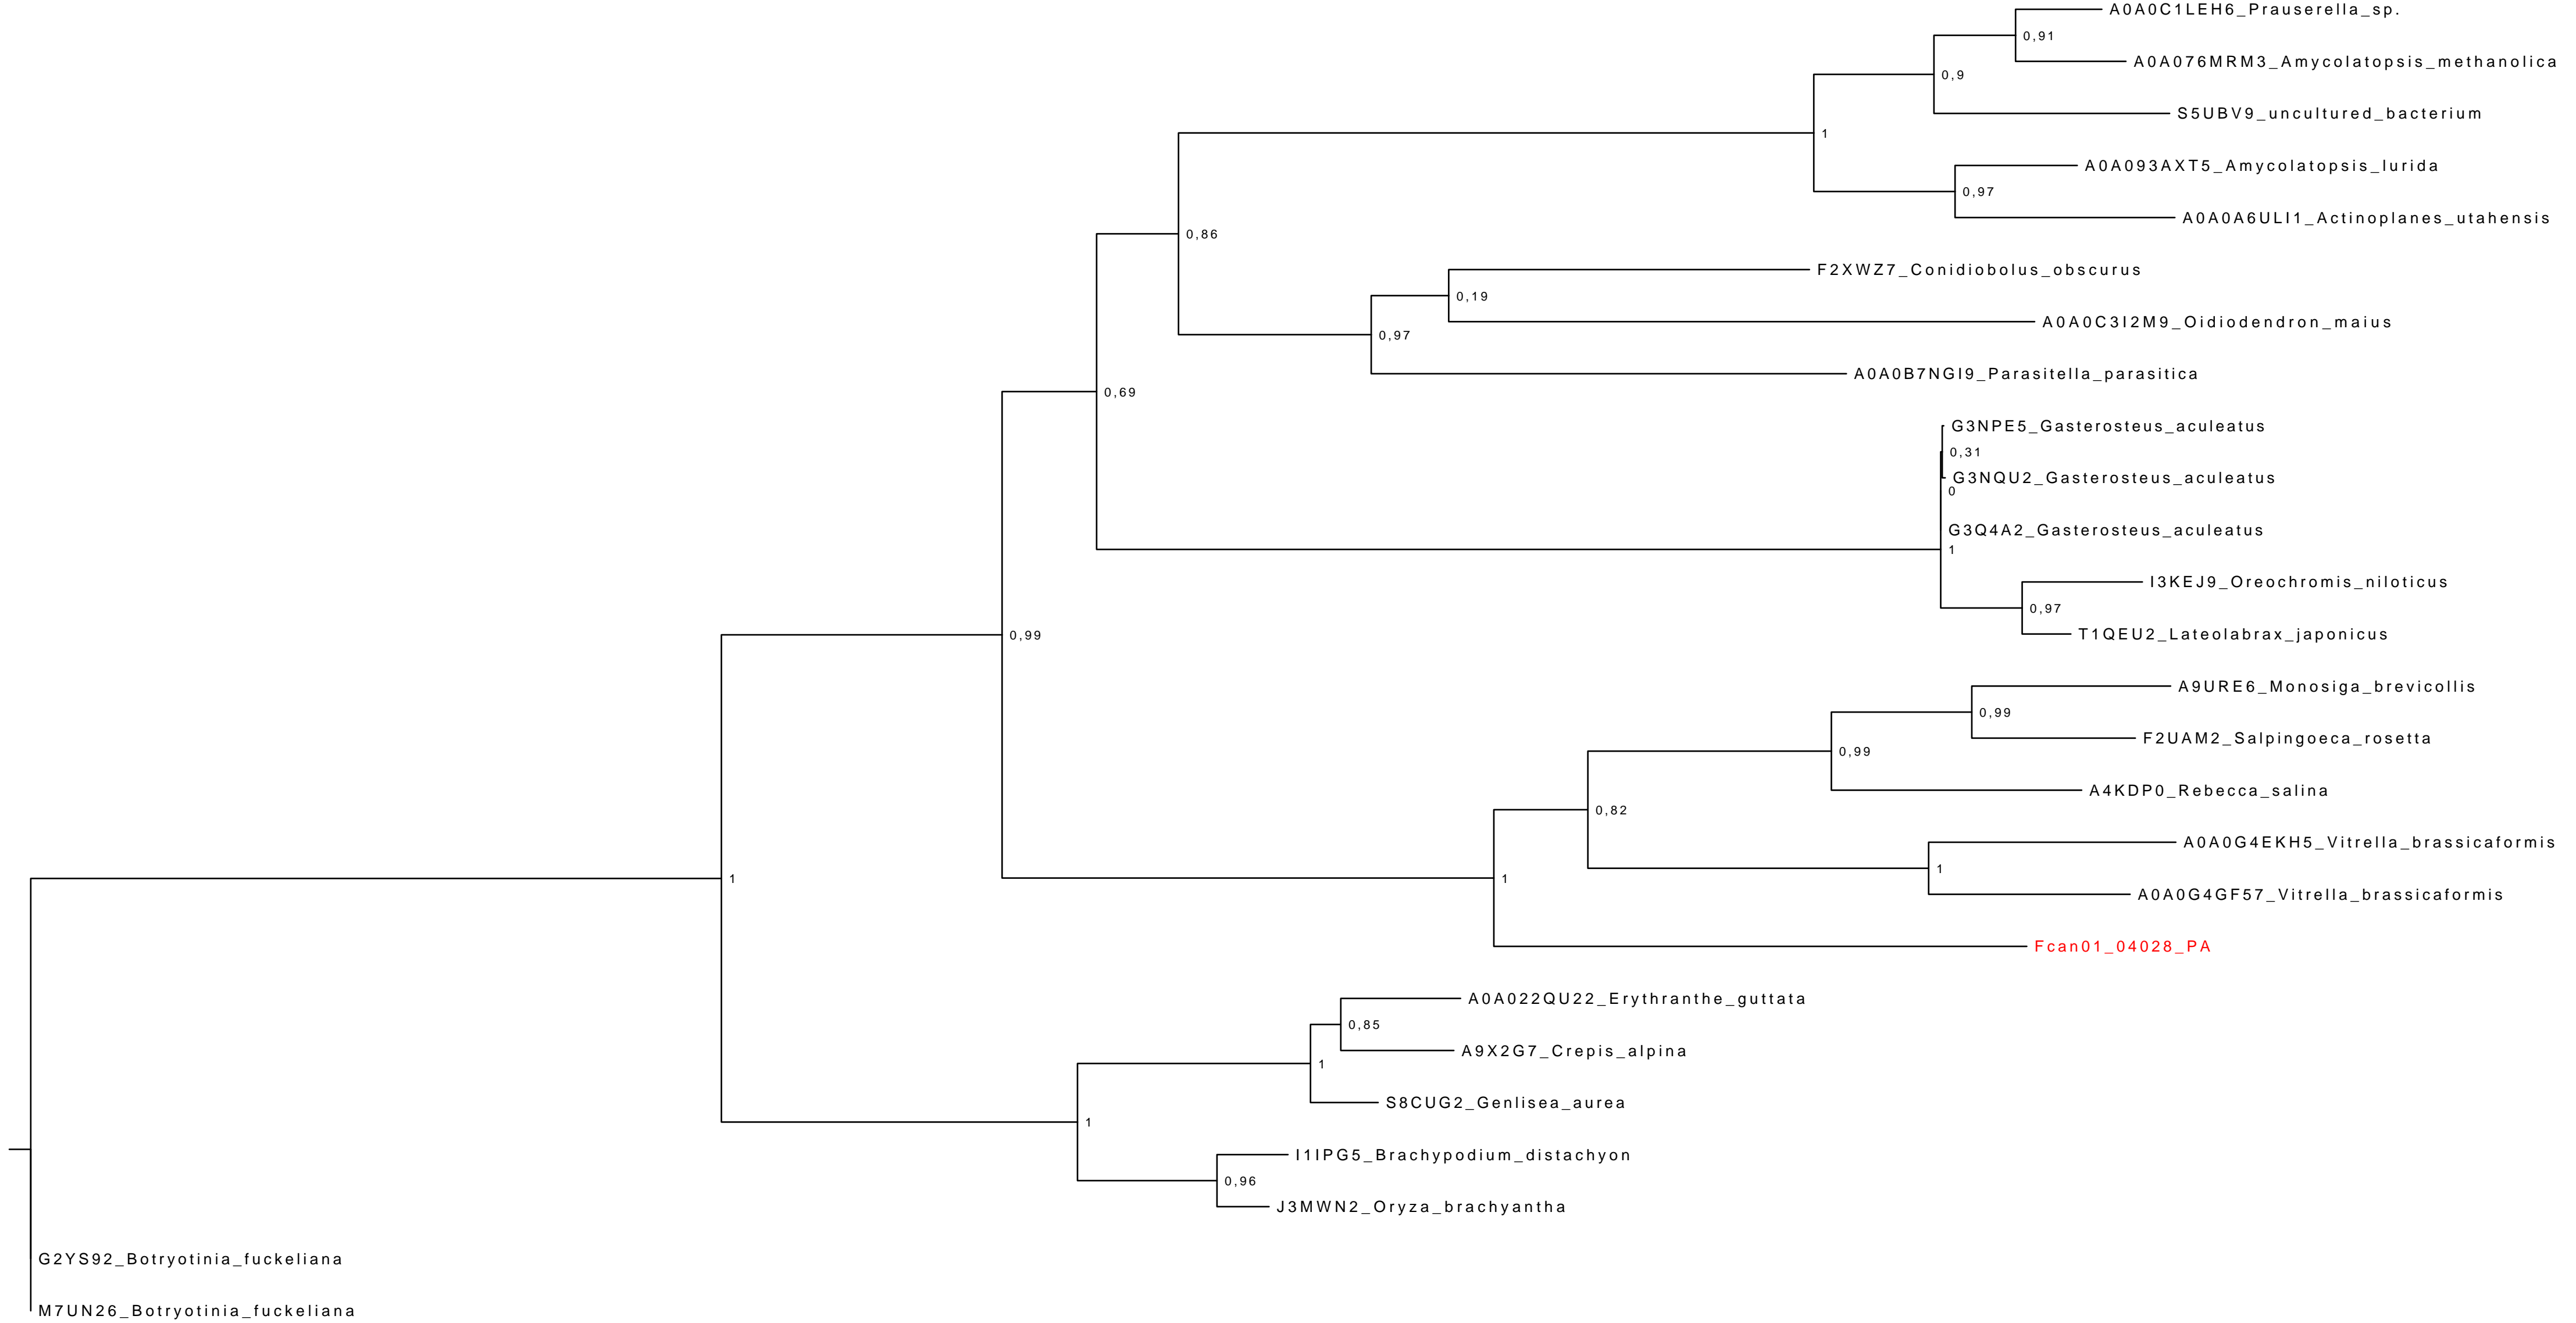 A0A0C1LEH6_Prauserella_sp.
0,91
A0A076MRM3_Amycolatopsis_methanolica
0,9
S5UBV9_uncultured_bacterium
1
A0A093AXT5_Amycolatopsis_lurida
0,97
A0A0A6ULI1_Actinoplanes_utahensis
0,86
F2XWZ7_Conidiobolus_obscurus
0,19
A0A0C3I2M9_Oidiodendron_maius
0,97
A0A0B7NGI9_Parasitella_parasitica
0,69
G3NPE5_Gasterosteus_aculeatus
0,31
G3NQU2_Gasterosteus_aculeatus
0
G3Q4A2_Gasterosteus_aculeatus
1
I3KEJ9_Oreochromis_niloticus
0,97
T1QEU2_Lateolabrax_japonicus
0,99
A9URE6_Monosiga_brevicollis
0,99
F2UAM2_Salpingoeca_rosetta
0,99
A4KDP0_Rebecca_salina
0,82
A0A0G4EKH5_Vitrella_brassicaformis
1
1
1
A0A0G4GF57_Vitrella_brassicaformis
Fcan01_04028_PA
A0A022QU22_Erythranthe_guttata
0,85
A9X2G7_Crepis_alpina
1
S8CUG2_Genlisea_aurea
1
I1IPG5_Brachypodium_distachyon
0,96
J3MWN2_Oryza_brachyantha
G2YS92_Botryotinia_fuckeliana
M7UN26_Botryotinia_fuckeliana